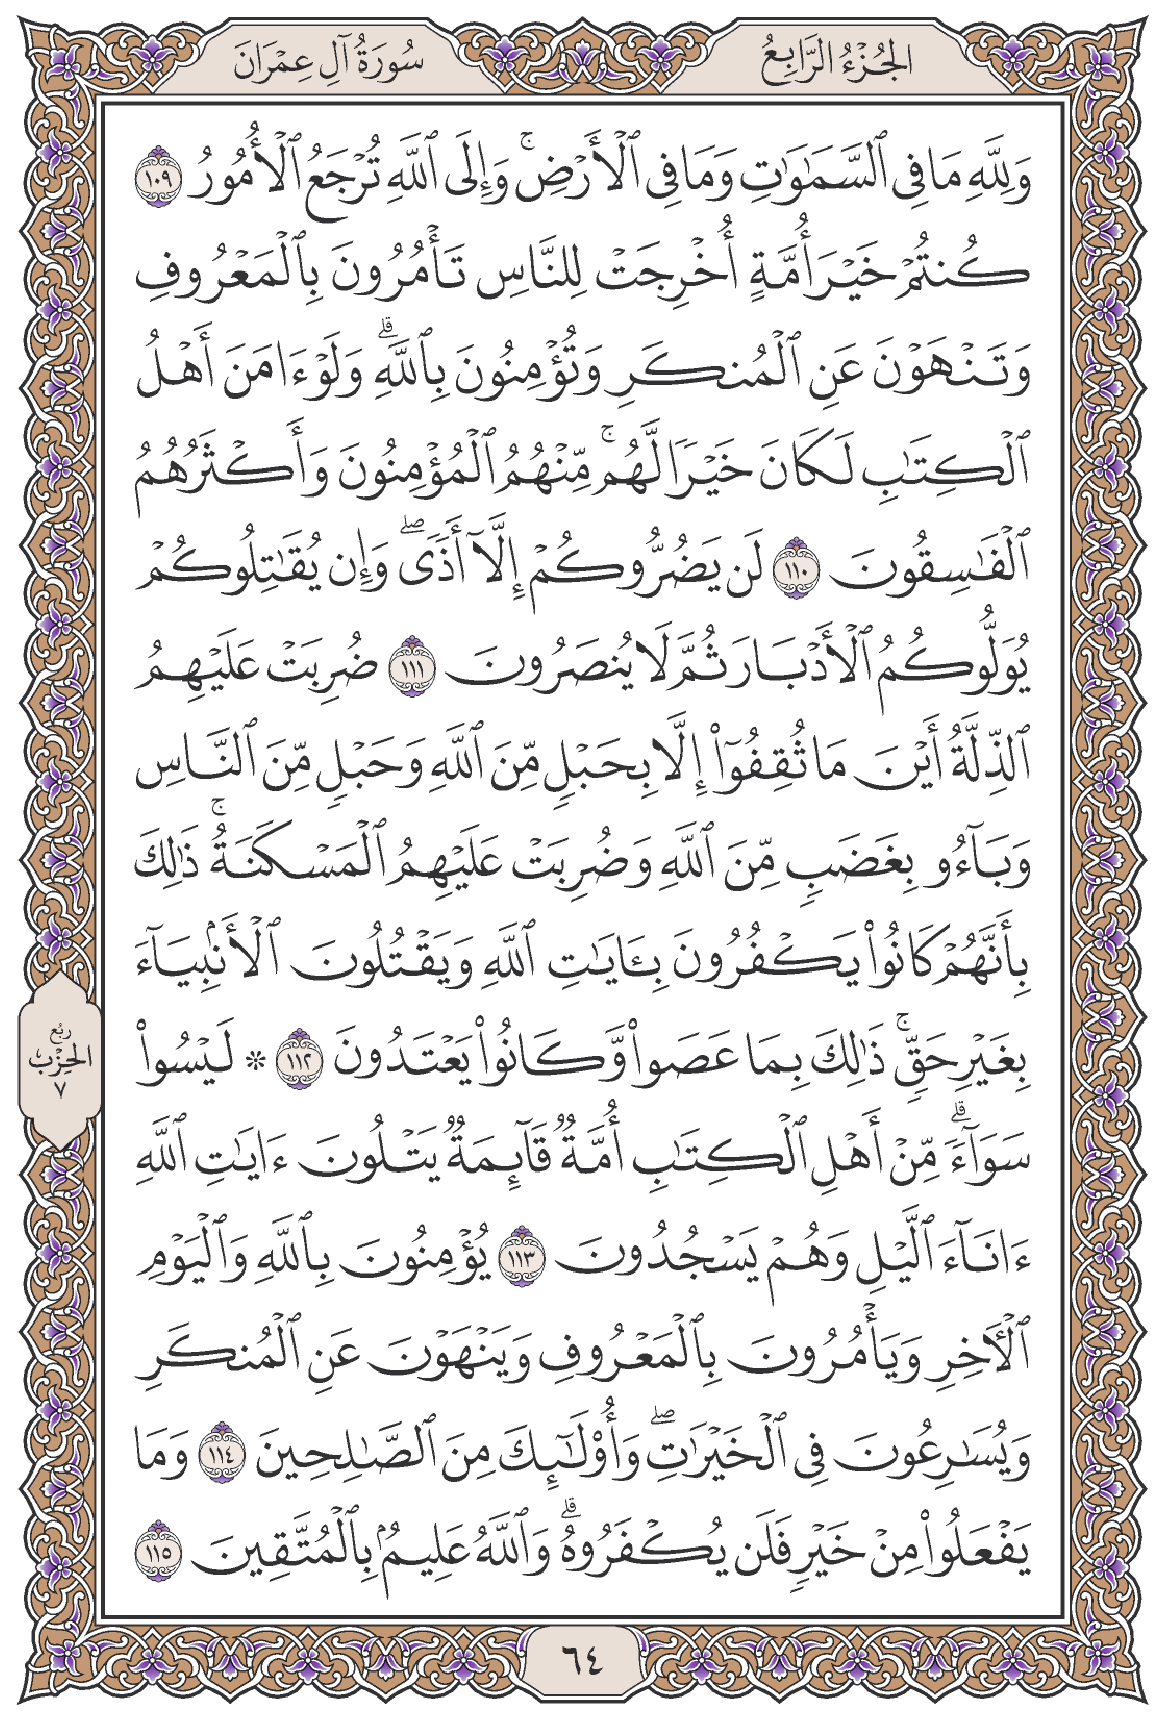 الجُزْءُ الرَّابِعُ
سُورَةُ آلِ عِمْرَانَ
وَلِلَّهِ مَا فِي ٱلسَّمَٰوَٰتِ وَمَا فِي ٱلْأَرْضِۚ وَإِلَى ٱللَّهِ تُرْجَعُ ٱلْأُمُورُ ١٠٩
كُنتُمْ خَيْرَ أُمَّةٍ أُخْرِجَتْ لِلنَّاسِ تَأْمُرُونَ بِٱلْمَعْرُوفِ
وَتَنْهَوْنَ عَنِ ٱلْمُنكَرِ وَتُؤْمِنُونَ بِٱللَّهِۗ وَلَوْ ءَامَنَ أَهْلُ
ٱلْكِتَٰبِ لَكَانَ خَيْرًا لَّهُمۚ مِّنْهُمُ ٱلْمُؤْمِنُونَ وَأَكْثَرُهُمُ
ٱلْفَٰسِقُونَ ١١٠ لَن يَضُرُّوكُمْ إِلَّآ أَذًىۖ وَإِن يُقَٰتِلُوكُمْ
يُوَلُّوكُمُ ٱلْأَدْبَارَ ثُمَّ لَا يُنصَرُونَ ١١١ ضُرِبَتْ عَلَيْهِمُ
ٱلذِّلَّةُ أَيْنَ مَا ثُقِفُوٓا۟ إِلَّا بِحَبْلٍ مِّنَ ٱللَّهِ وَحَبْلٍ مِّنَ ٱلنَّاسِ
وَبَآءُو بِغَضَبٍ مِّنَ ٱللَّهِ وَضُرِبَتْ عَلَيْهِمُ ٱلْمَسْكَنَةُۚ ذَٰلِكَ
بِأَنَّهُمْ كَانُوا۟ يَكْفُرُونَ بِـَٔايَٰتِ ٱللَّهِ وَيَقْتُلُونَ ٱلْأَنۢبِيَآءَ
بِغَيْرِ حَقٍّۚ ذَٰلِكَ بِمَا عَصَوا۟ وَّكَانُوا۟ يَعْتَدُونَ ١١٢ * لَيْسُوا۟
سَوَآءًۗ مِّنْ أَهْلِ ٱلْكِتَٰبِ أُمَّةٌ قَآئِمَةٌ يَتْلُونَ ءَايَٰتِ ٱللَّهِ
ءَانَآءَ ٱلَّيْلِ وَهُمْ يَسْجُدُونَ ١١٣ يُؤْمِنُونَ بِٱللَّهِ وَٱلْيَوْمِ
ٱلْـَٔاخِرِ وَيَأْمُرُونَ بِٱلْمَعْرُوفِ وَيَنْهَوْنَ عَنِ ٱلْمُنكَرِ
وَيُسَٰرِعُونَ فِي ٱلْخَيْرَٰتِۖ وَأُو۟لَٰٓئِكَ مِنَ ٱلصَّٰلِحِينَ ١١٤ وَمَا
يَفْعَلُوا۟ مِنْ خَيْرٍ فَلَن يُكْفَرُوهُۗ وَٱللَّهُ عَلِيمٌۢ بِٱلْمُتَّقِينَ ١١٥
رُبُع
الحِزْب
٧
٦٤